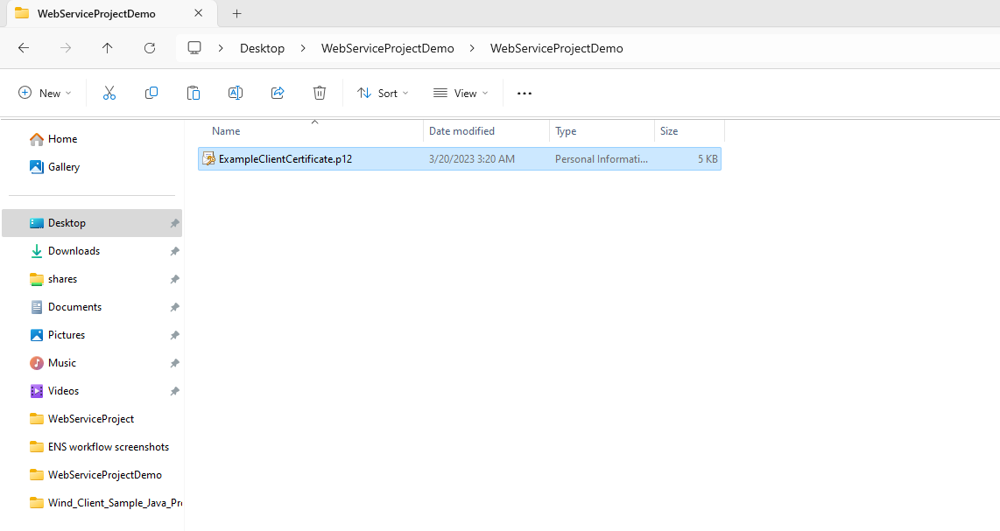 WebServiceProjectDemo
Desktop > WebServiceProjectDemo > WebServiceProjectDemo
New Sort View
Name Date modified Type Size
ExampleClientCertificate.p12 3/20/2023 3:20 AM Personal Informati... 5 KB
Home
Gallery
Desktop
Downloads
shares
Documents
Pictures
Music
Videos
WebServiceProject
ENS workflow screenshots
WebServiceProjectDemo
Wind_Client_Sample_Java_Pr